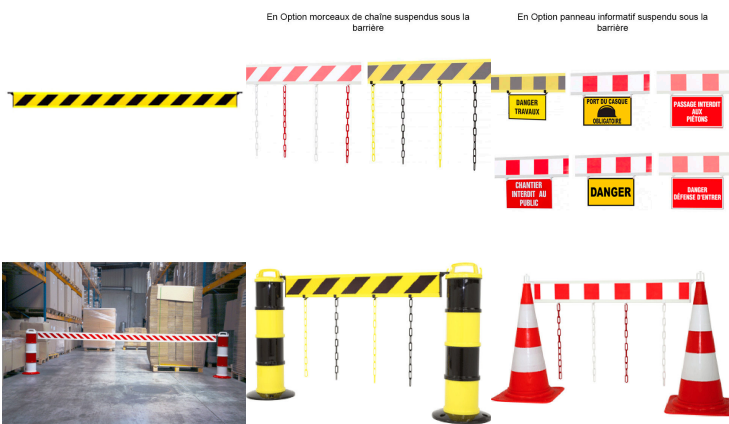 En Option morceaux de chaîne suspendus sous la
barrière
En Option panneau informatif suspendu sous la
barrière
DANGER
TRAVAUX
PORT DU CASQUE
OBLIGATOIRE
PASSAGE INTERDIT
AUX
PIÉTONS
CHANTIER
INTERDIT AU
PUBLIC
DANGER
DANGER
DÉFENSE D'ENTRER